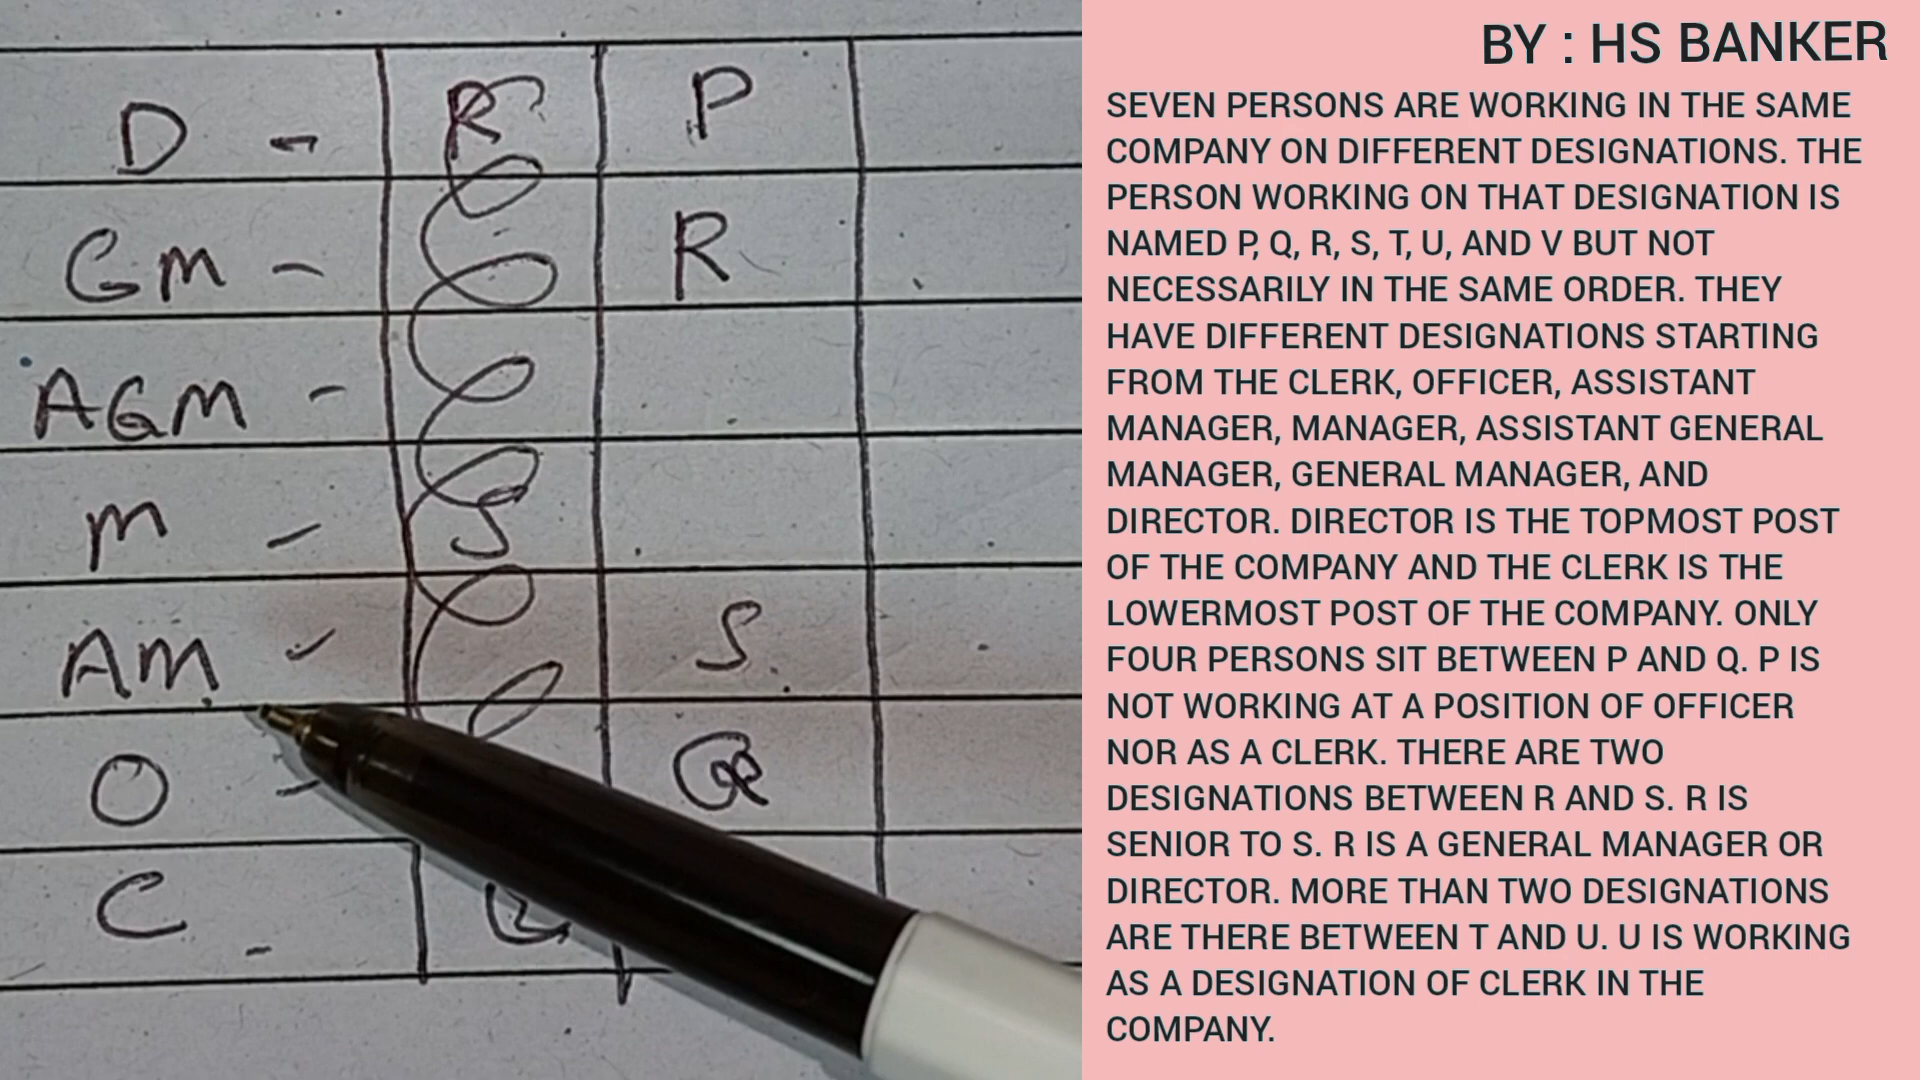 BY : HS BANKER
D - R P
GM - R
AGM -
M - S
AM - S
O - Q
C -
SEVEN PERSONS ARE WORKING IN THE SAME
COMPANY ON DIFFERENT DESIGNATIONS. THE
PERSON WORKING ON THAT DESIGNATION IS
NAMED P, Q, R, S, T, U, AND V BUT NOT
NECESSARILY IN THE SAME ORDER. THEY
HAVE DIFFERENT DESIGNATIONS STARTING
FROM THE CLERK, OFFICER, ASSISTANT
MANAGER, MANAGER, ASSISTANT GENERAL
MANAGER, GENERAL MANAGER, AND
DIRECTOR. DIRECTOR IS THE TOPMOST POST
OF THE COMPANY AND THE CLERK IS THE
LOWERMOST POST OF THE COMPANY. ONLY
FOUR PERSONS SIT BETWEEN P AND Q. P IS
NOT WORKING AT A POSITION OF OFFICER
NOR AS A CLERK. THERE ARE TWO
DESIGNATIONS BETWEEN R AND S. R IS
SENIOR TO S. R IS A GENERAL MANAGER OR
DIRECTOR. MORE THAN TWO DESIGNATIONS
ARE THERE BETWEEN T AND U. U IS WORKING
AS A DESIGNATION OF CLERK IN THE
COMPANY.